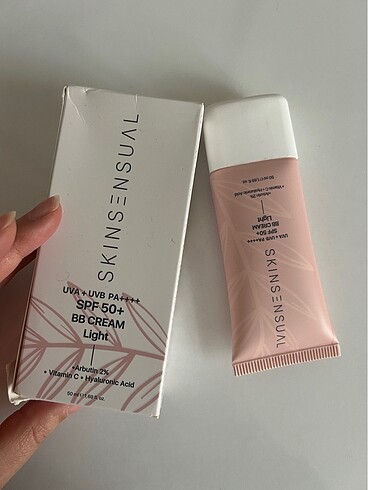 SKINSENSUAL
UVA + UVB PA++++
SPF 50+
BB CREAM
Light
•Arbutin 2%
• Vitamin C • Hyaluronic Acid
50 ml / 1.69 fl. oz.
SKINSENSUAL
UVA + UVB PA++++
SPF 50+
BB CREAM
Light
•Arbutin 2%
• Vitamin C • Hyaluronic Acid
50 ml / 1.69 fl. oz.